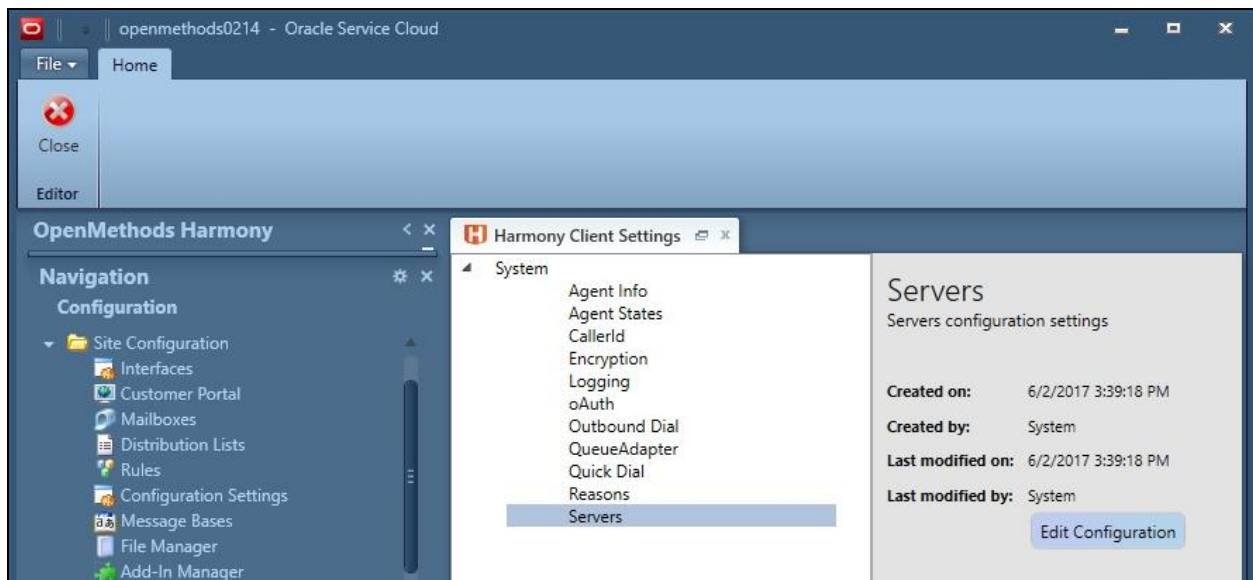 openmethods0214 - Oracle Service Cloud
File
Home
Close
Editor
OpenMethods Harmony
Navigation
Configuration
Site Configuration
Interfaces
Customer Portal
Mailboxes
Distribution Lists
Rules
Configuration Settings
Message Bases
File Manager
Add-In Manager
Harmony Client Settings
System
Agent Info
Agent States
CallerId
Encryption
Logging
oAuth
Outbound Dial
QueueAdapter
Quick Dial
Reasons
Servers
Servers
Servers configuration settings
Created on: 6/2/2017 3:39:18 PM
Created by: System
Last modified on: 6/2/2017 3:39:18 PM
Last modified by: System
Edit Configuration